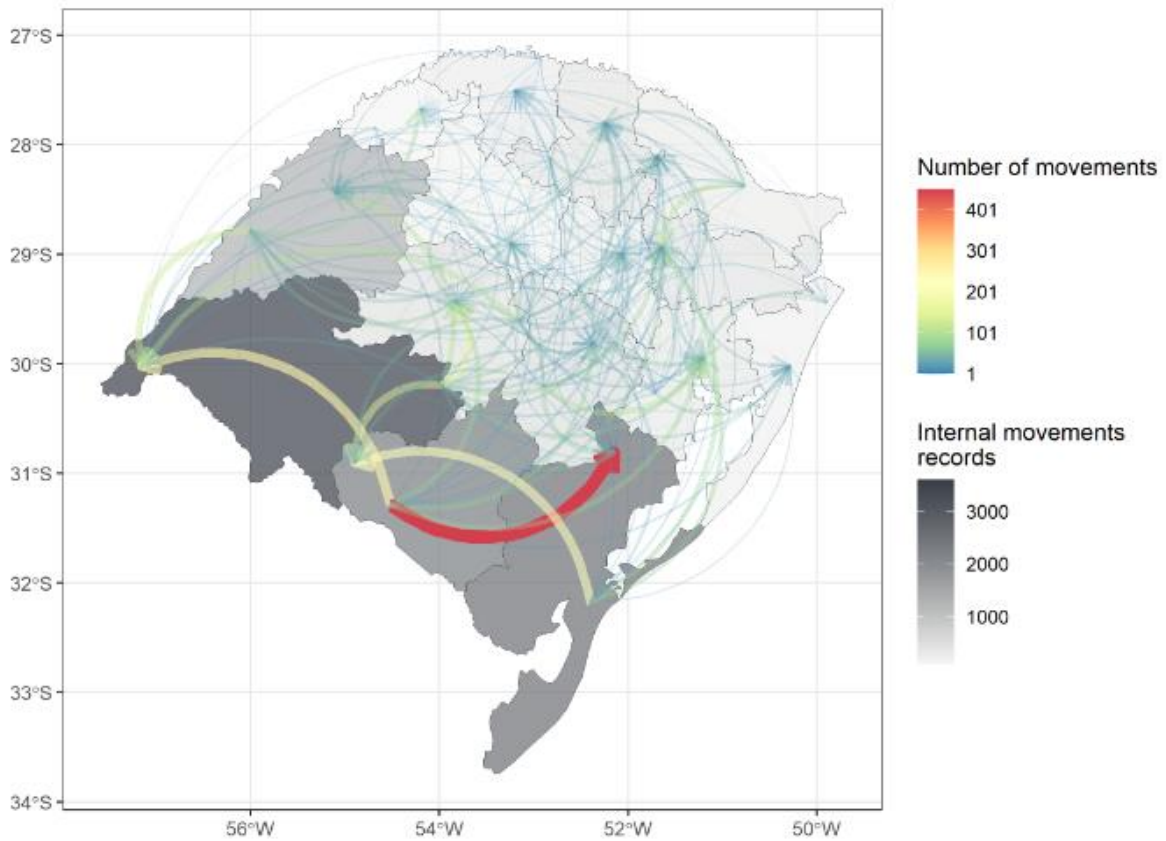 27°S
28°S
29°S
30°S
31°S
32°S
33°S
34°S
56°W
54°W
52°W
50°W
Number of movements
401
301
201
101
1
Internal movements
records
3000
2000
1000